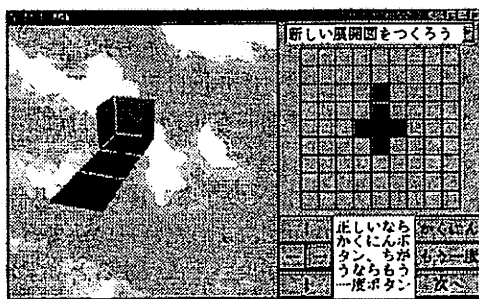 新しい展開図をつくろう
正しいなら
かくにんボ
タン、ちが
うならもう
一度ボタン
かくにん
もう一度
次へ